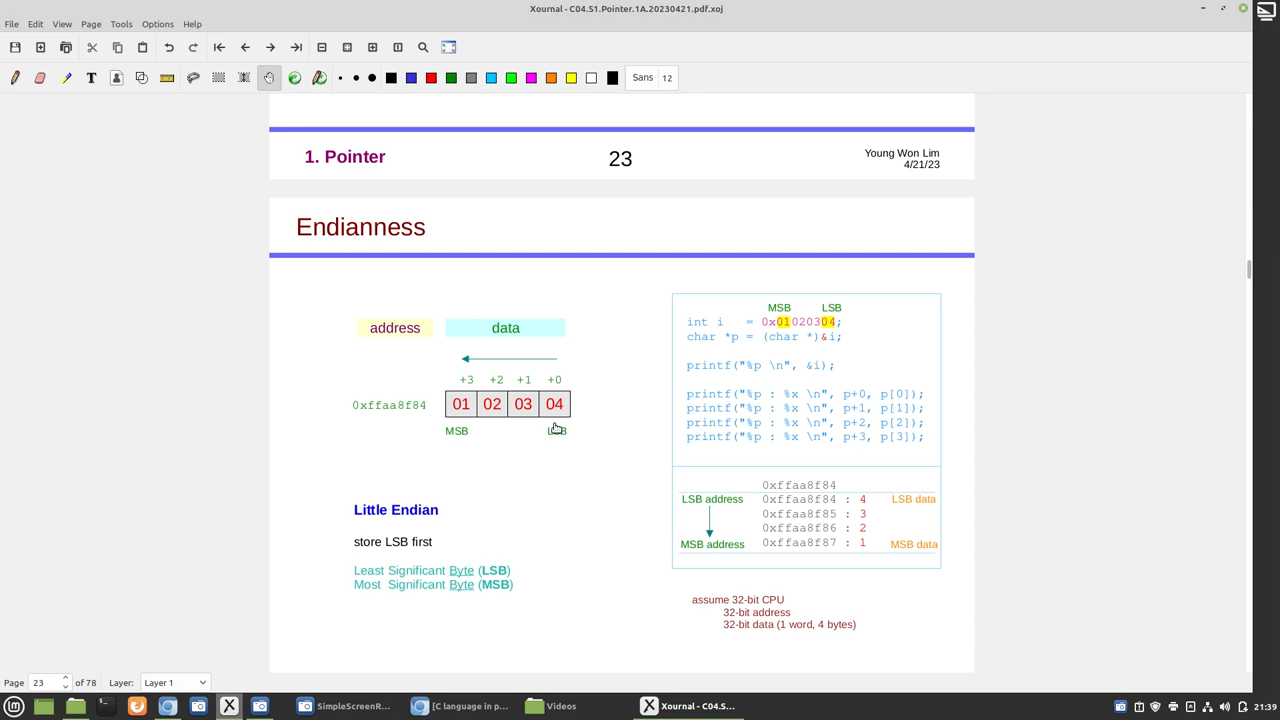 Xournal - C04.S1.Pointer.1A.20230421.pdf.xoj
File Edit View Page Tools Options Help
Sans 12
1. Pointer
23
Young Won Lim
4/21/23
Endianness
address data
+3 +2 +1 +0
0xffaa8f84 01 02 03 04
MSB LSB
Little Endian
store LSB first
Least Significant Byte (LSB)
Most Significant Byte (MSB)
MSB LSB
int i = 0x01020304;
char *p = (char *)&i;
printf("%p \n", &i);
printf("%p : %x \n", p+0, p[0]);
printf("%p : %x \n", p+1, p[1]);
printf("%p : %x \n", p+2, p[2]);
printf("%p : %x \n", p+3, p[3]);
0xffaa8f84
LSB address 0xffaa8f84 : 4 LSB data
0xffaa8f85 : 3
0xffaa8f86 : 2
MSB address 0xffaa8f87 : 1 MSB data
assume 32-bit CPU
32-bit address
32-bit data (1 word, 4 bytes)
Page 23 of 78 Layer: Layer 1
SimpleScreenR... [C language in p... Videos Xournal - C04.S... 21:39